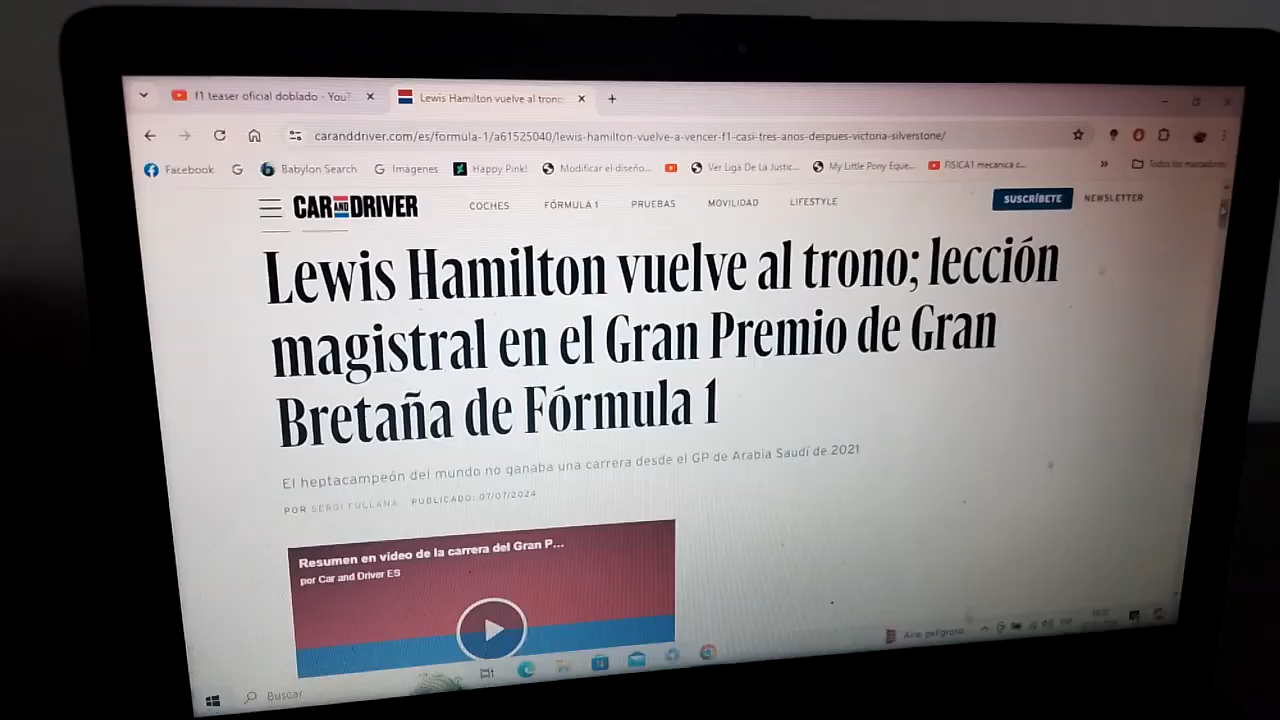 f1 teaser oficial doblado - YouT
Lewis Hamilton vuelve al trono
caranddriver.com/es/formula-1/a61525040/lewis-hamilton-vuelve-a-vencer-f1-casi-tres-anos-despues-victoria-silverstone/
Facebook Babylon Search Imágenes Happy Pink! Modificar el diseño... Ver Liga De La Justic... My Little Pony Eque... FISICA1 mecanica c... Todos los marcadores
CAR AND DRIVER COCHES FÓRMULA 1 PRUEBAS MOVILIDAD LIFESTYLE SUSCRÍBETE NEWSLETTER
Lewis Hamilton vuelve al trono; lección
magistral en el Gran Premio de Gran
Bretaña de Fórmula 1
El heptacampeón del mundo no ganaba una carrera desde el GP de Arabia Saudí de 2021
POR SERGI FULLANA PUBLICADO: 07/07/2024
Resumen en vídeo de la carrera del Gran P...
por Car and Driver ES
Aire peligroso
Buscar